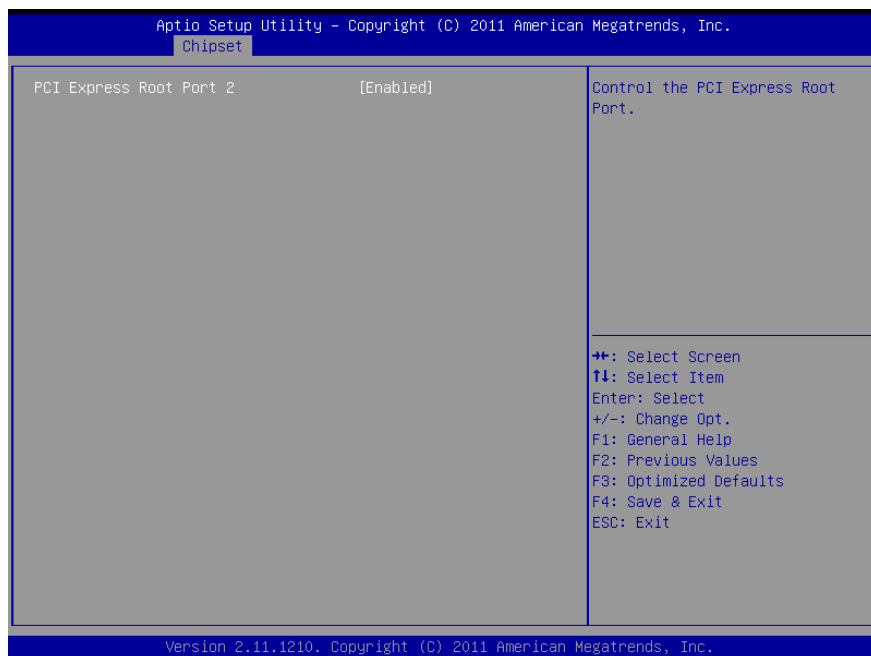 Aptio Setup Utility – Copyright (C) 2011 American Megatrends, Inc.
Chipset
PCI Express Root Port 2 [Enabled]
Control the PCI Express Root
Port.
→←: Select Screen
↑↓: Select Item
Enter: Select
+/-: Change Opt.
F1: General Help
F2: Previous Values
F3: Optimized Defaults
F4: Save & Exit
ESC: Exit
Version 2.11.1210. Copyright (C) 2011 American Megatrends, Inc.